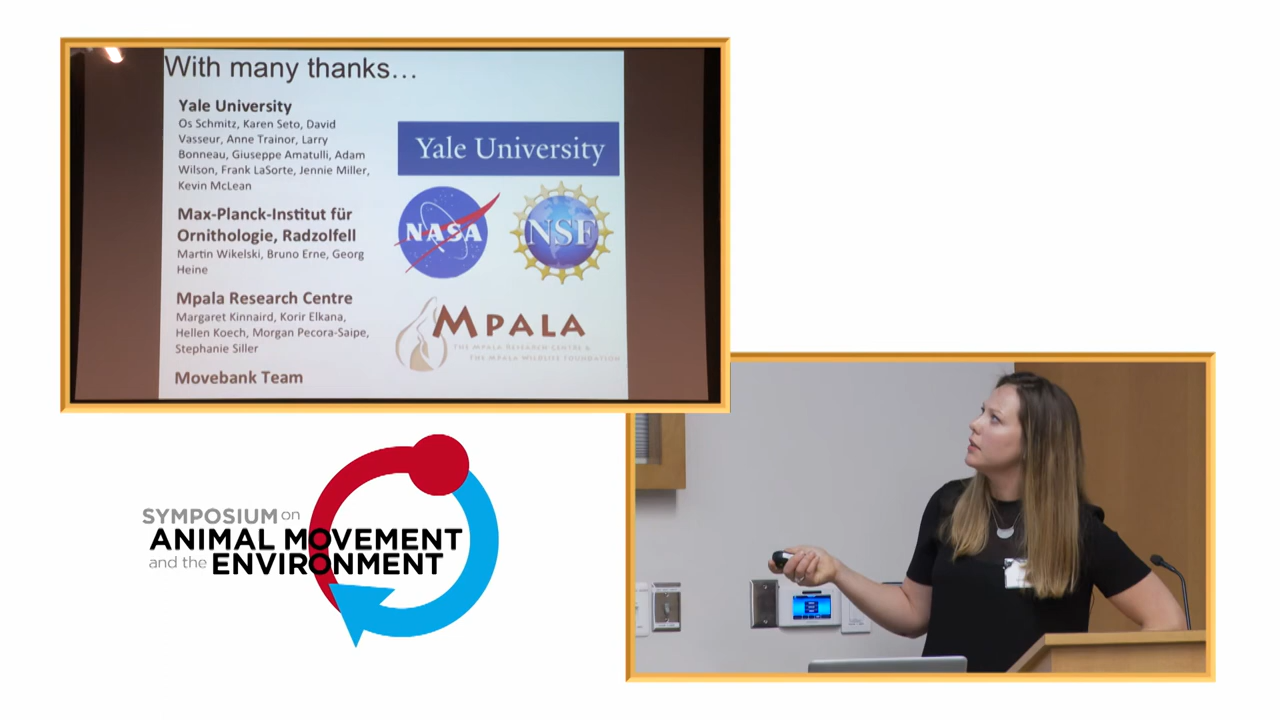 With many thanks...
Yale University
Os Schmitz, Karen Seto, David
Vasseur, Anne Trainor, Larry
Bonneau, Giuseppe Amatulli, Adam
Wilson, Frank LaSorte, Jennie Miller,
Kevin McLean
Max-Planck-Institut für
Ornithologie, Radzolfell
Martin Wikelski, Bruno Erne, Georg
Heine
Mpala Research Centre
Margaret Kinnaird, Korir Elkana,
Hellen Koech, Morgan Pecora-Saipe,
Stephanie Siller
Movebank Team
Yale University
NASA
NSF
MPALA
THE MPALA RESEARCH CENTRE &
THE MPALA WILDLIFE FOUNDATION
SYMPOSIUM on
ANIMAL MOVEMENT
and the ENVIRONMENT